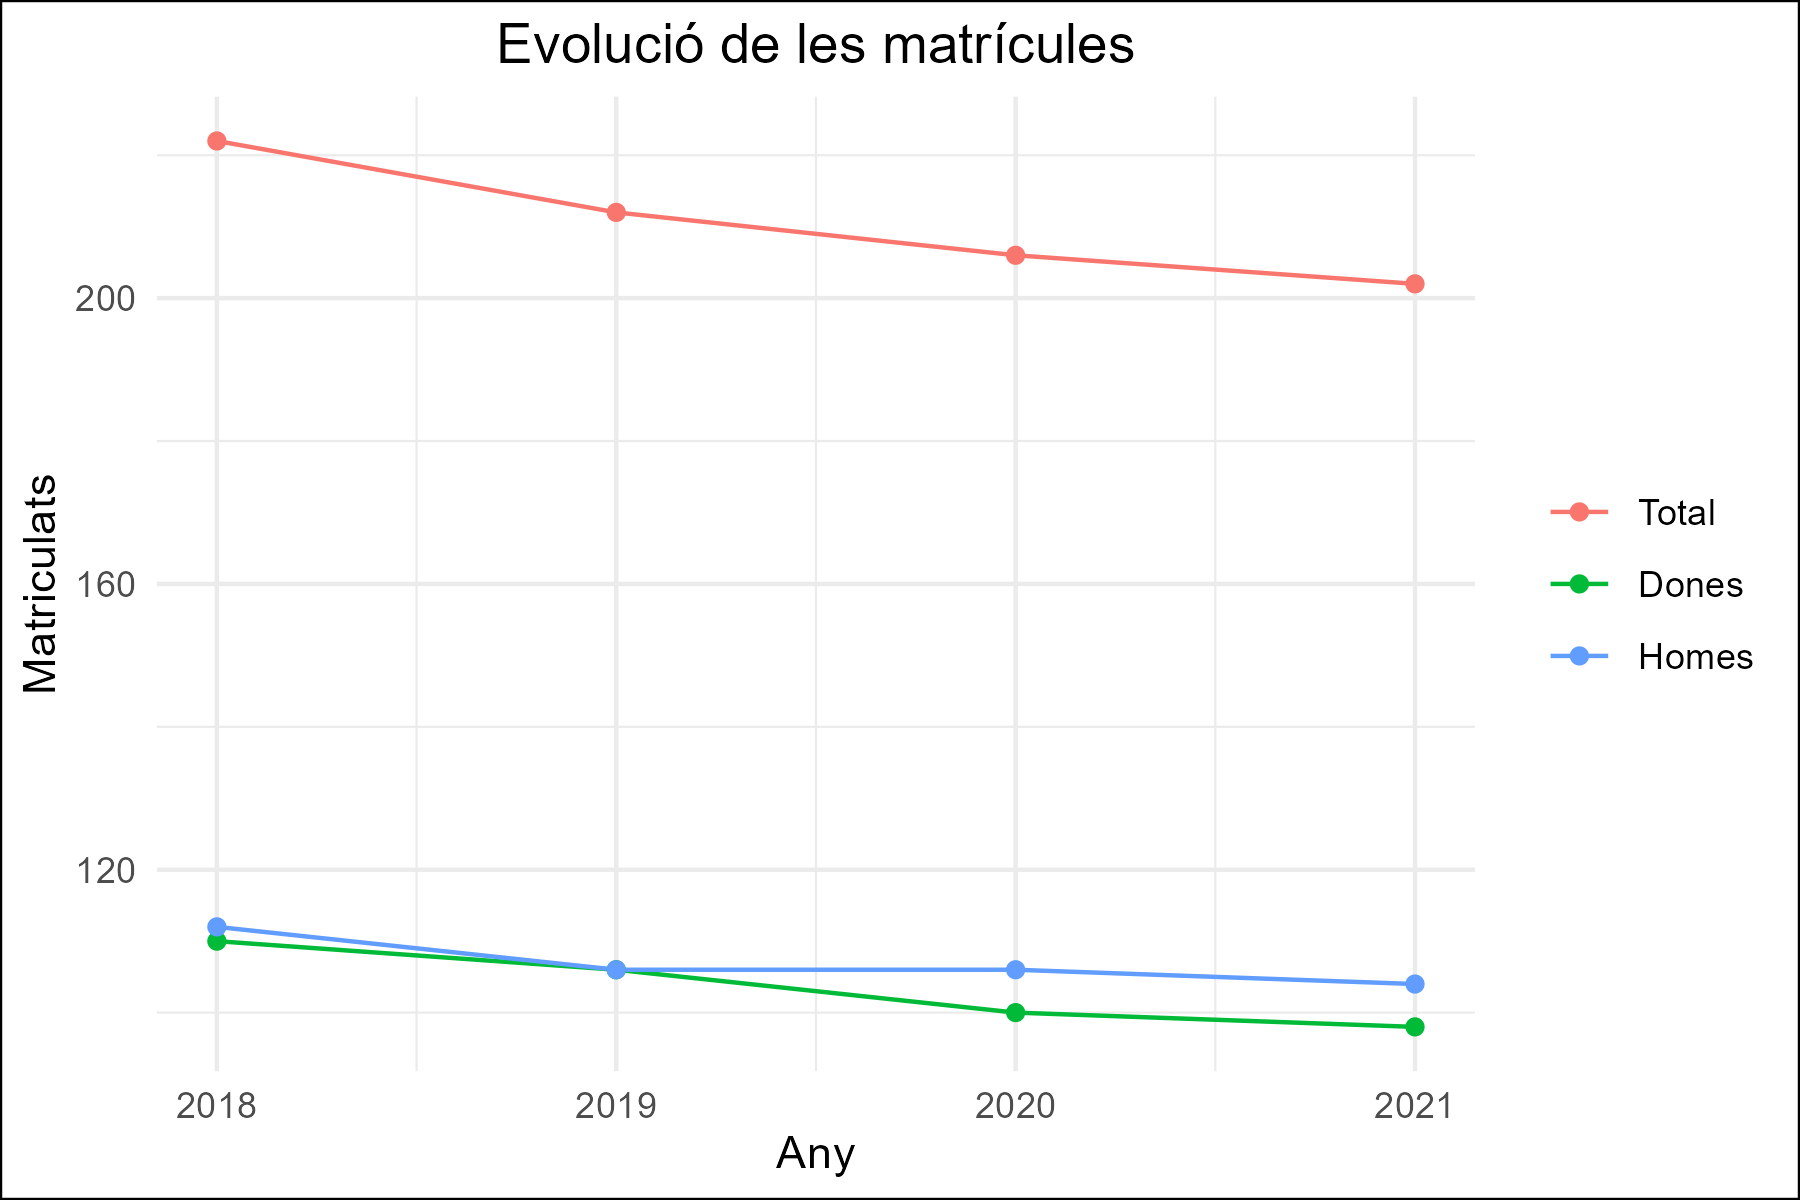 Evolució de les matrícules
Matriculats
200
160
120
2018
2019
2020
2021
Any
Total
Dones
Homes